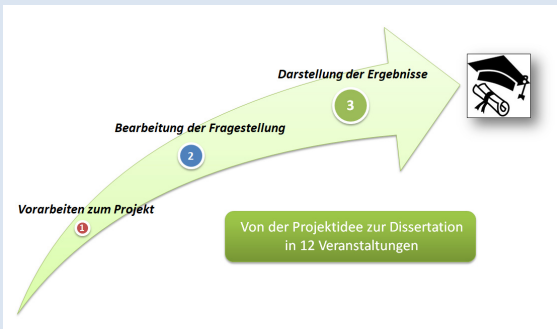 Darstellung der Ergebnisse
3
Bearbeitung der Fragestellung
2
Vorarbeiten zum Projekt
1
Von der Projektidee zur Dissertation
in 12 Veranstaltungen